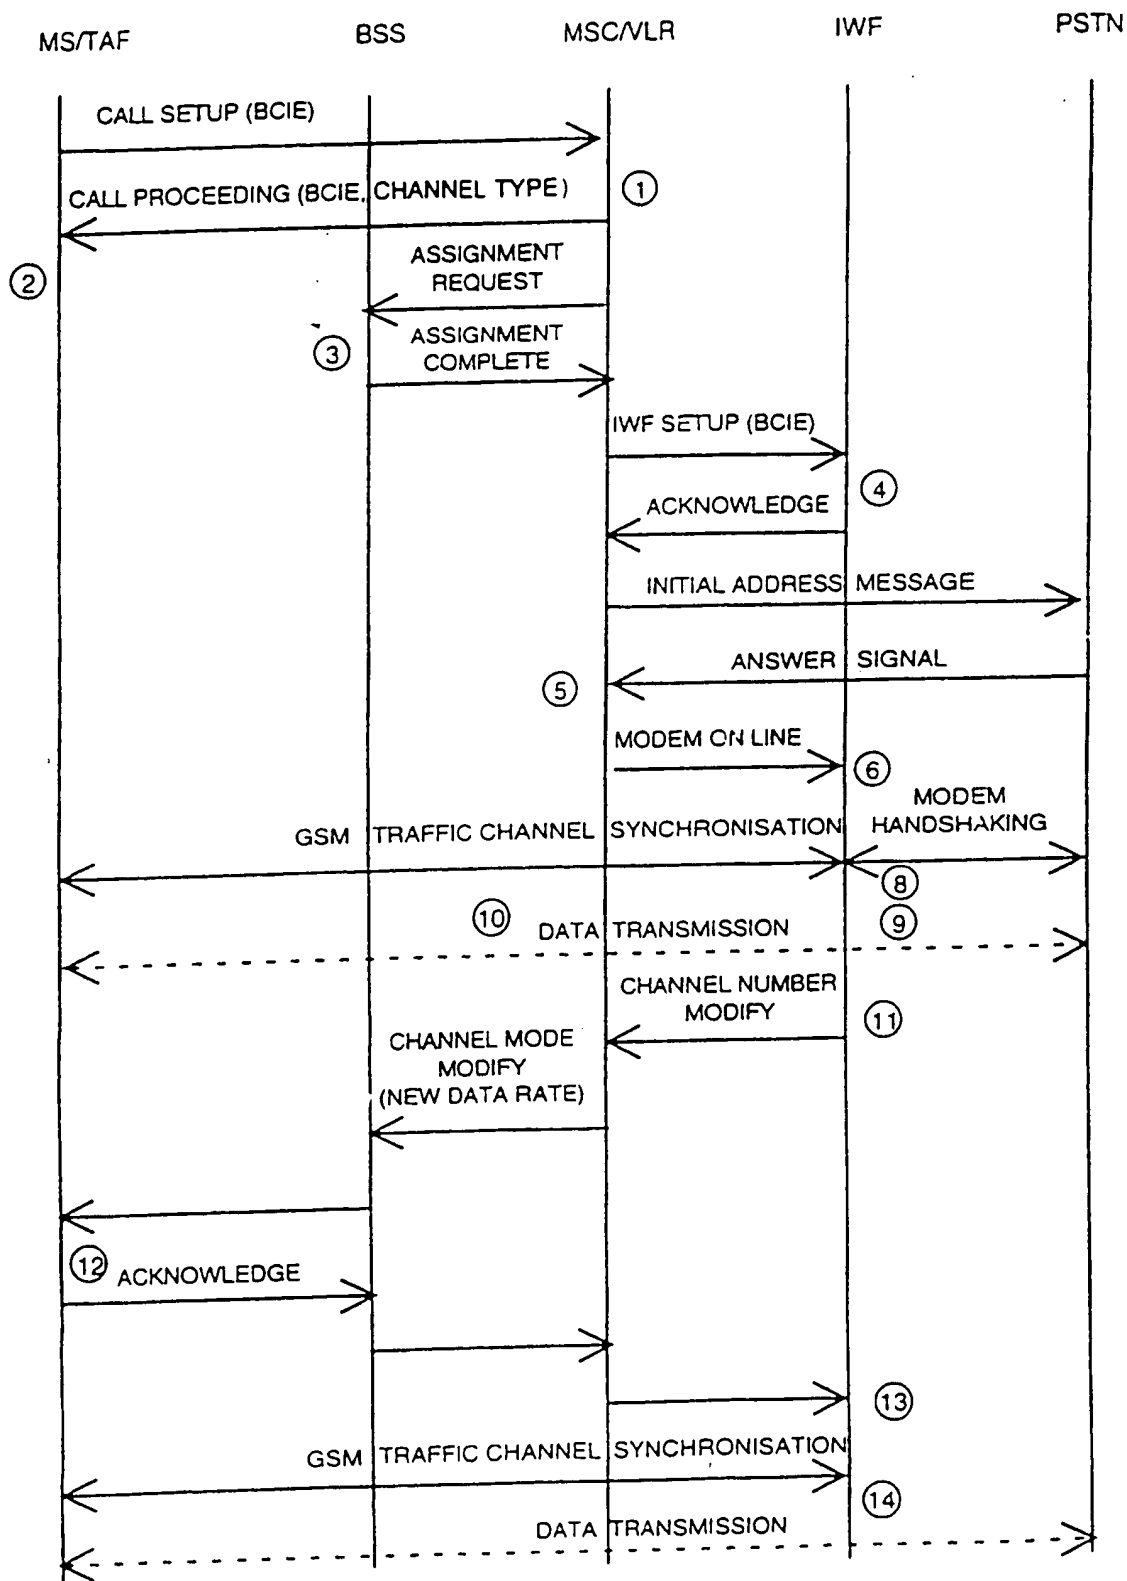 MS/TAF
BSS
MSC/VLR
IWF
PSTN
CALL SETUP (BCIE)
CALL PROCEEDING (BCIE, CHANNEL TYPE)
1
2
ASSIGNMENT
REQUEST
3
ASSIGNMENT
COMPLETE
IWF SETUP (BCIE)
4
ACKNOWLEDGE
INITIAL ADDRESS MESSAGE
ANSWER SIGNAL
5
MODEM ON LINE
6
MODEM
HANDSHAKING
GSM TRAFFIC CHANNEL SYNCHRONISATION
8
10
9
DATA TRANSMISSION
CHANNEL NUMBER
MODIFY
11
CHANNEL MODE
MODIFY
(NEW DATA RATE)
12
ACKNOWLEDGE
13
GSM TRAFFIC CHANNEL SYNCHRONISATION
14
DATA TRANSMISSION